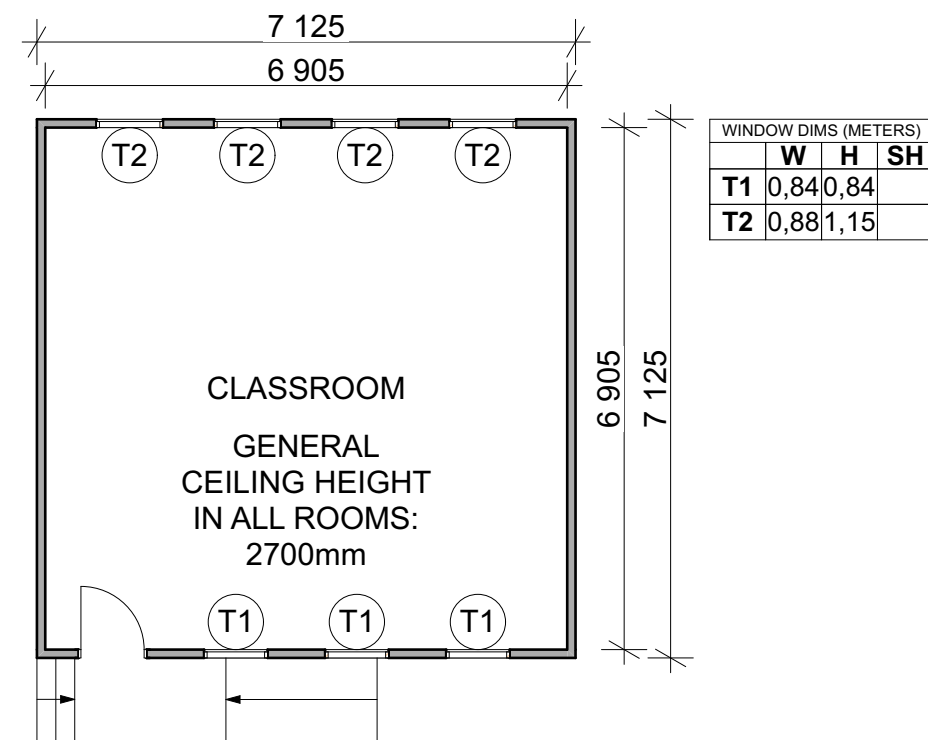 7 125
6 905
T2 T2 T2 T2
WINDOW DIMS (METERS)
W H SH
T1 0,84 0,84
T2 0,88 1,15
6 905
7 125
CLASSROOM
GENERAL
CEILING HEIGHT
IN ALL ROOMS:
2700mm
T1 T1 T1